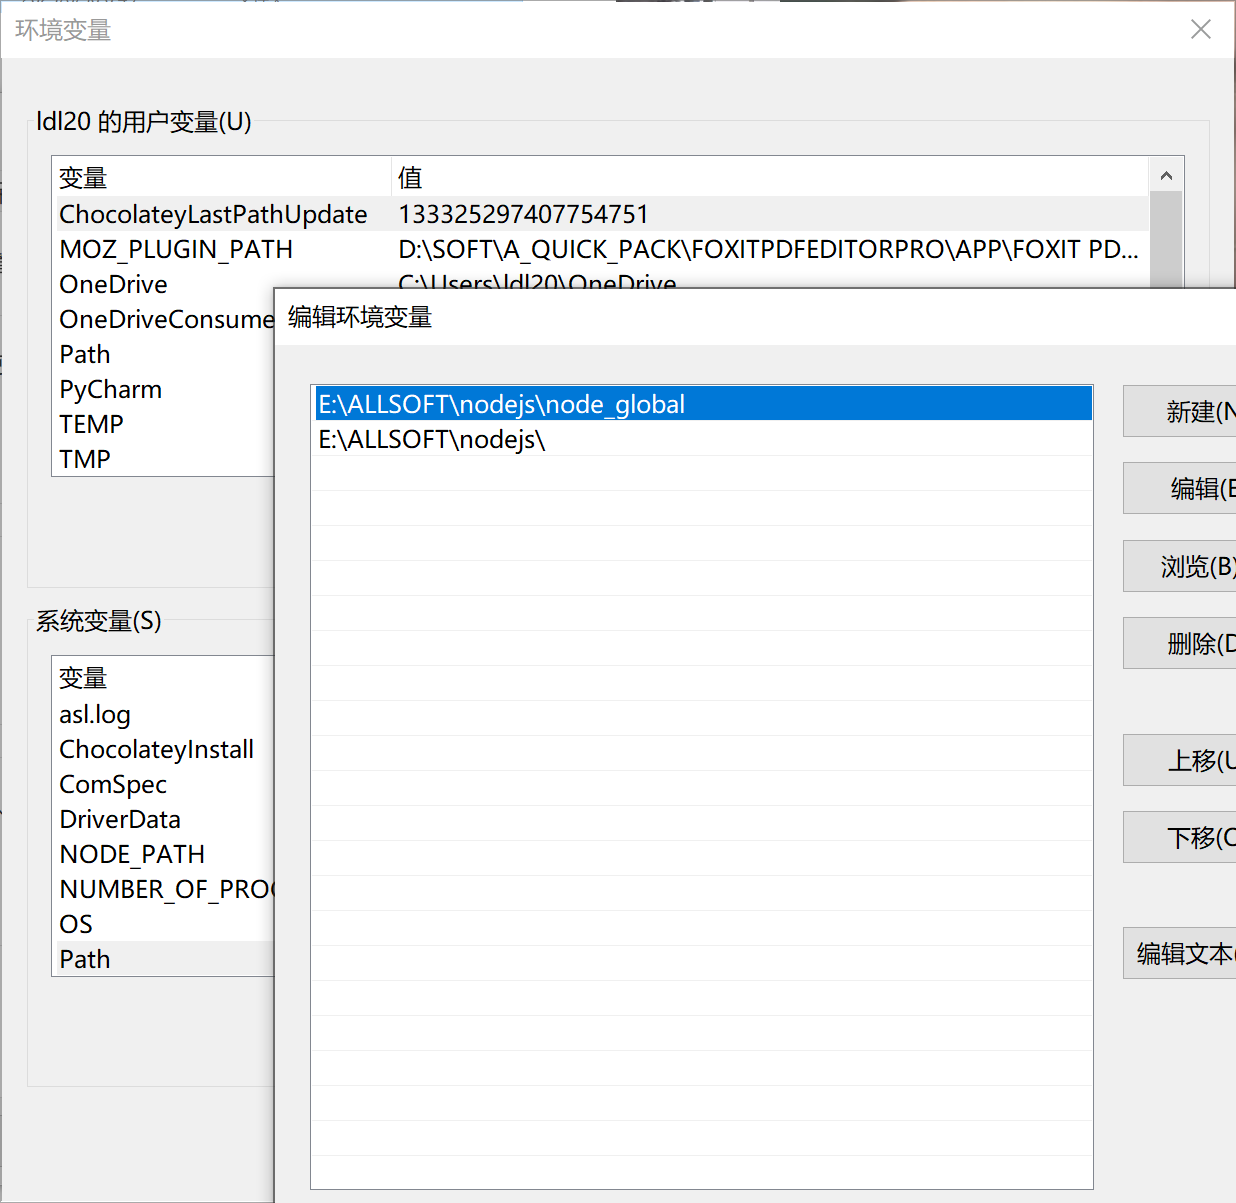 环境变量
ldl20 的用户变量(U)
变量 值
ChocolateyLastPathUpdate 133325297407754751
MOZ_PLUGIN_PATH D:\SOFT\A_QUICK_PACK\FOXITPDFEDITORPRO\APP\FOXIT PD...
OneDrive C:\Users\ldl20\OneDrive
OneDriveConsume
Path
PyCharm
TEMP
TMP
编辑环境变量
E:\ALLSOFT\nodejs\node_global
E:\ALLSOFT\nodejs\
新建(N
编辑(E
浏览(B)
删除(D
上移(U
下移(O
编辑文本(
系统变量(S)
变量
asl.log
ChocolateyInstall
ComSpec
DriverData
NODE_PATH
NUMBER_OF_PROC
OS
Path